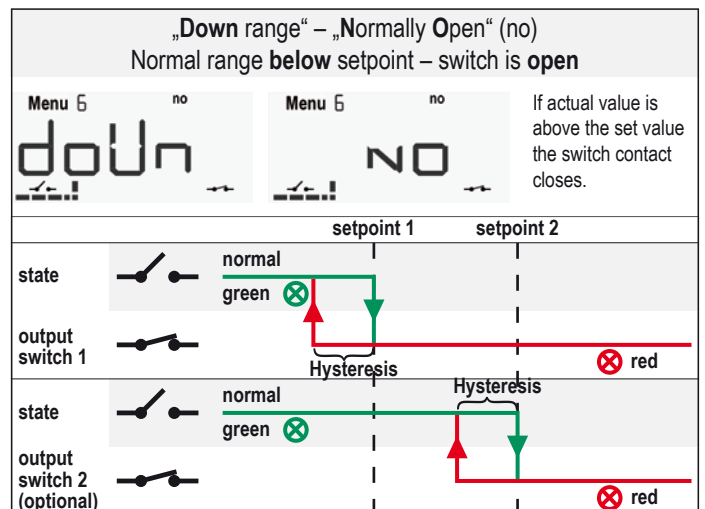 „Down range“ – „Normally Open“ (no)
Normal range below setpoint – switch is open
Menu 6 no
doUn
Menu 6 no
NO
If actual value is
above the set value
the switch contact
closes.
setpoint 1 setpoint 2
state
normal
green
output
switch 1
Hysteresis
red
state
normal
green
Hysteresis
output
switch 2
(optional)
red